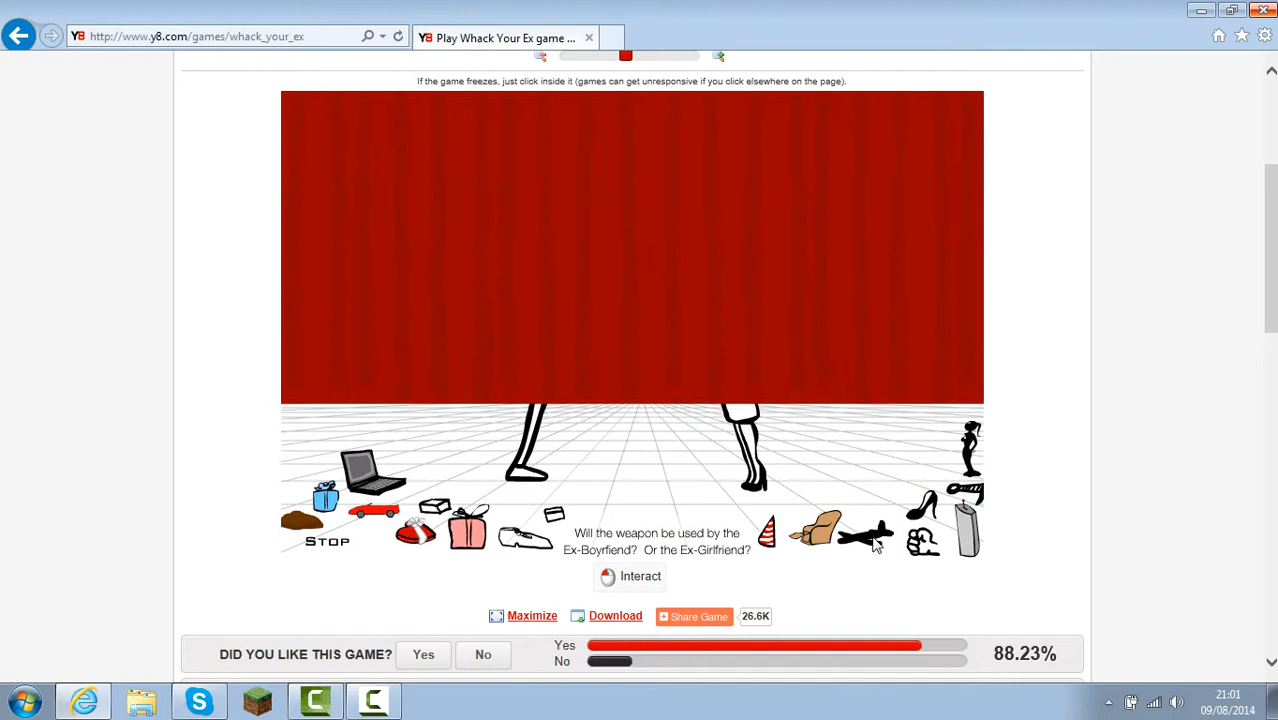 http://www.y8.com/games/whack_your_ex
Y8 Play Whack Your Ex game ...
If the game freezes, just click inside it (games can get unresponsive if you click elsewhere on the page).
STOP
Will the weapon be used by the
Ex-Boyfiend? Or the Ex-Girlfriend?
Interact
Maximize
Download
Share Game
26.6K
DID YOU LIKE THIS GAME?
Yes
No
Yes
No
88.23%
21:01
09/08/2014